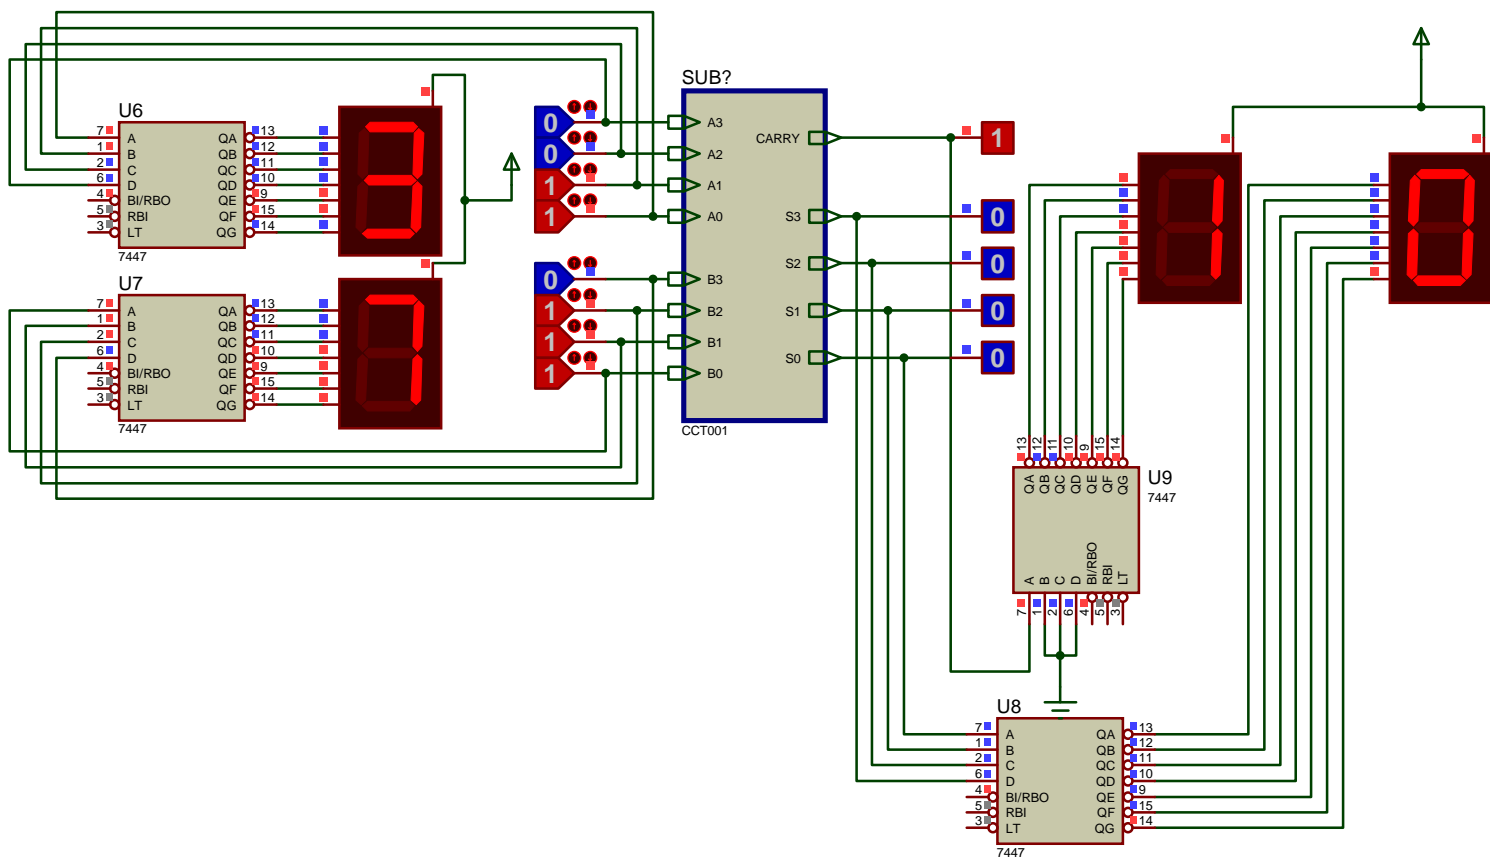 SUB?
A3
A2
A1
A0
B3
B2
B1
B0
CARRY
S3
S2
S1
S0
CCT001
0
0
1
1
0
1
1
1
1
0
0
0
0
U6
7 A QA 13
1 B QB 12
2 C QC 11
6 D QD 10
4 BI/RBO QE 9
5 RBI QF 15
3 LT QG 14
7447
3
U7
7 A QA 13
1 B QB 12
2 C QC 11
6 D QD 10
4 BI/RBO QE 9
5 RBI QF 15
3 LT QG 14
7447
7
1
0
13 12 11 10 9 15 14
QA QB QC QD QE QF QG
U9
7447
A B C D BI/RBO RBI LT
7 1 2 6 4 5 3
U8
7 A QA 13
1 B QB 12
2 C QC 11
6 D QD 10
4 BI/RBO QE 9
5 RBI QF 15
3 LT QG 14
7447